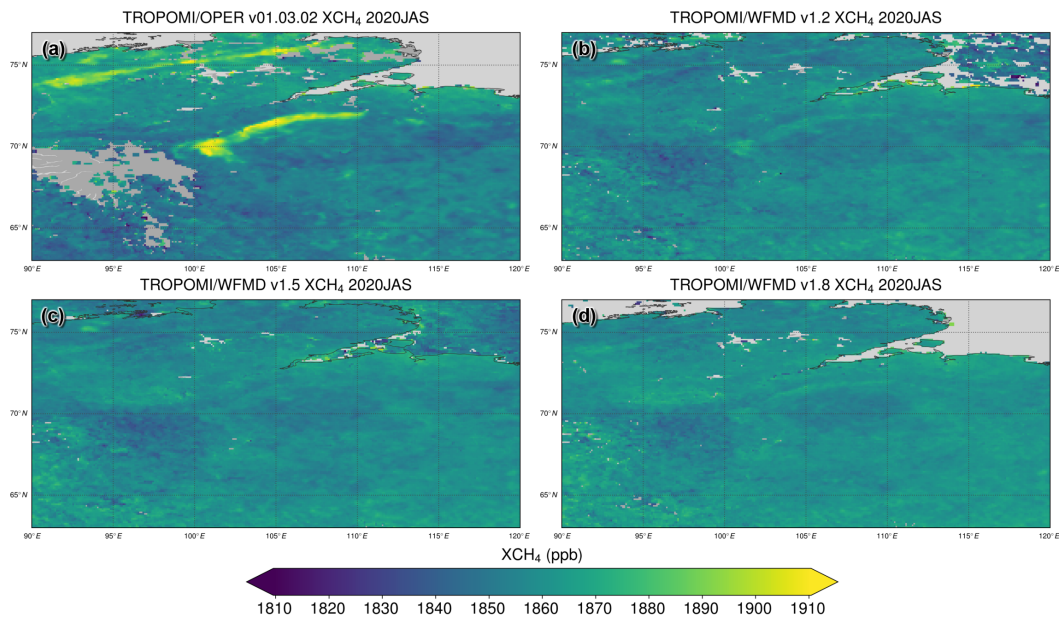 TROPOMI/OPER v01.03.02 XCH₄ 2020JAS
TROPOMI/WFMD v1.2 XCH₄ 2020JAS
(a)
(b)
75°N
75°N
70°N
70°N
65°N
65°N
90°E 95°E 100°E 105°E 110°E 115°E 120°E
90°E 95°E 100°E 105°E 110°E 115°E 120°E
TROPOMI/WFMD v1.5 XCH₄ 2020JAS
TROPOMI/WFMD v1.8 XCH₄ 2020JAS
(c)
(d)
75°N
75°N
70°N
70°N
65°N
65°N
90°E 95°E 100°E 105°E 110°E 115°E 120°E
90°E 95°E 100°E 105°E 110°E 115°E 120°E
XCH₄ (ppb)
1810 1820 1830 1840 1850 1860 1870 1880 1890 1900 1910